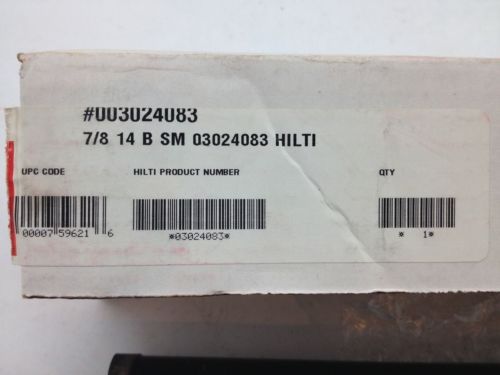 #003024083
7/8 14 B SM 03024083 HILTI
UPC CODE HILTI PRODUCT NUMBER QTY
00007 59621 6 *03024083* * 1*